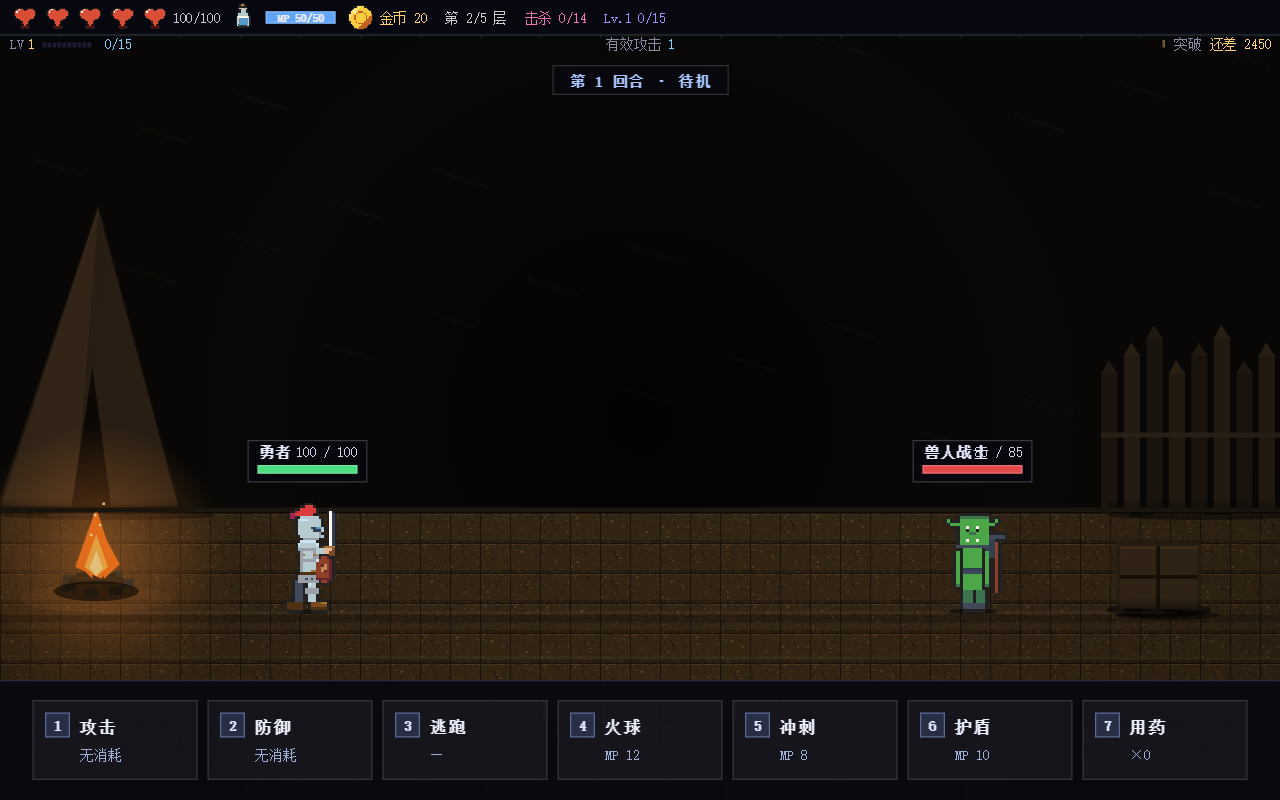 100/100 MP 50/50 金币 20 第 2/5 层 击杀 0/14 Lv.1 0/15
LV 1 0/15 有效攻击 1 突破 还差 2450
第 1 回合 · 待机
勇者 100 / 100
兽人战士 / 85
1 攻击
无消耗
2 防御
无消耗
3 逃跑
—
4 火球
MP 12
5 冲刺
MP 8
6 护盾
MP 10
7 用药
×0